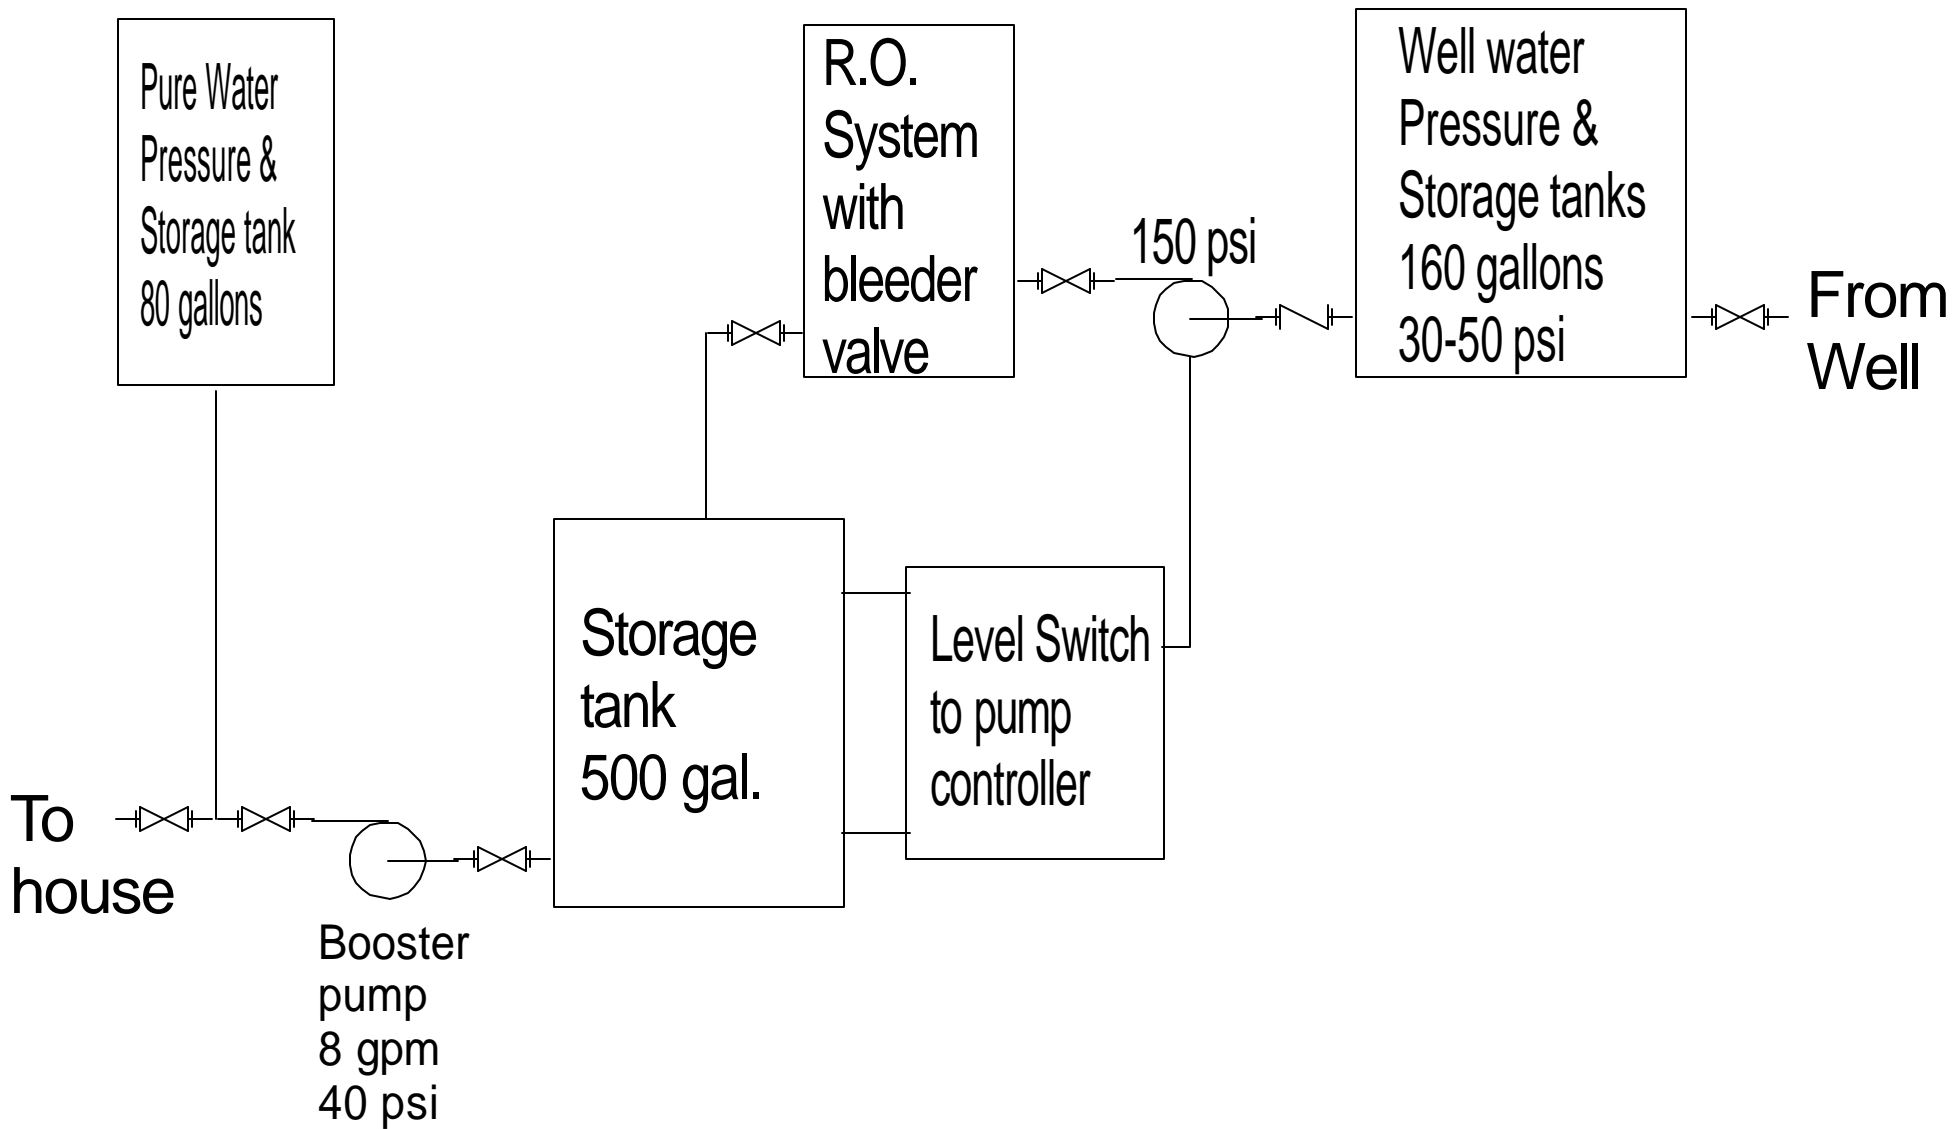 Pure Water
Pressure &
Storage tank
80 gallons
R.O.
System
with
bleeder
valve
150 psi
Well water
Pressure &
Storage tanks
160 gallons
30-50 psi
From
Well
Storage
tank
500 gal.
Level Switch
to pump
controller
To
house
Booster
pump
8 gpm
40 psi